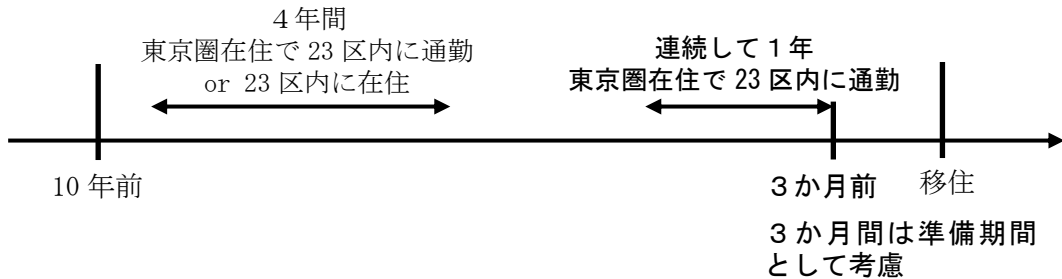 ４年間
東京圏在住で 23 区内に通勤
or 23 区内に在住
連続して１年
東京圏在住で 23 区内に通勤
10 年前
３か月前
移住
３か月間は準備期間
として考慮